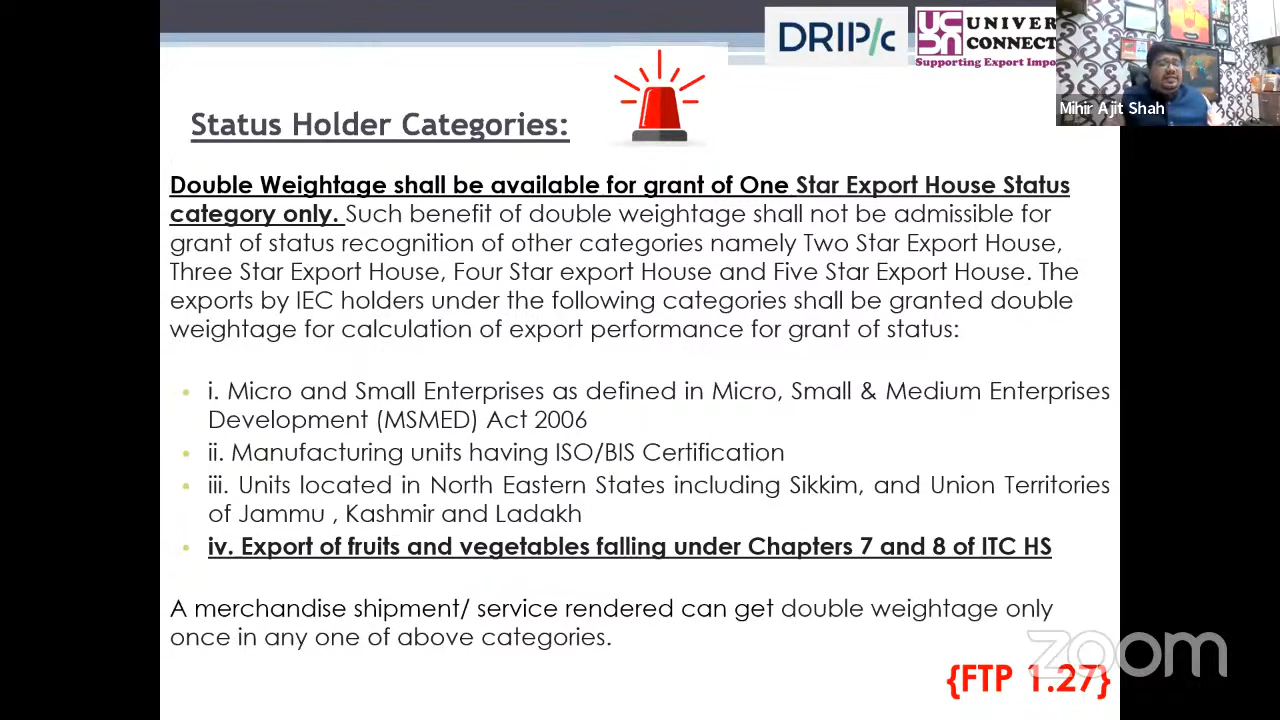 DRIP/c
UNIVER
CONNECT
Supporting Export Impo
Mihir Ajit Shah
Status Holder Categories:
Double Weightage shall be available for grant of One Star Export House Status
category only. Such benefit of double weightage shall not be admissible for
grant of status recognition of other categories namely Two Star Export House,
Three Star Export House, Four Star export House and Five Star Export House. The
exports by IEC holders under the following categories shall be granted double
weightage for calculation of export performance for grant of status:
• i. Micro and Small Enterprises as defined in Micro, Small & Medium Enterprises
Development (MSMED) Act 2006
• ii. Manufacturing units having ISO/BIS Certification
• iii. Units located in North Eastern States including Sikkim, and Union Territories
of Jammu , Kashmir and Ladakh
• iv. Export of fruits and vegetables falling under Chapters 7 and 8 of ITC HS
A merchandise shipment/ service rendered can get double weightage only
once in any one of above categories.
zoom
{FTP 1.27}